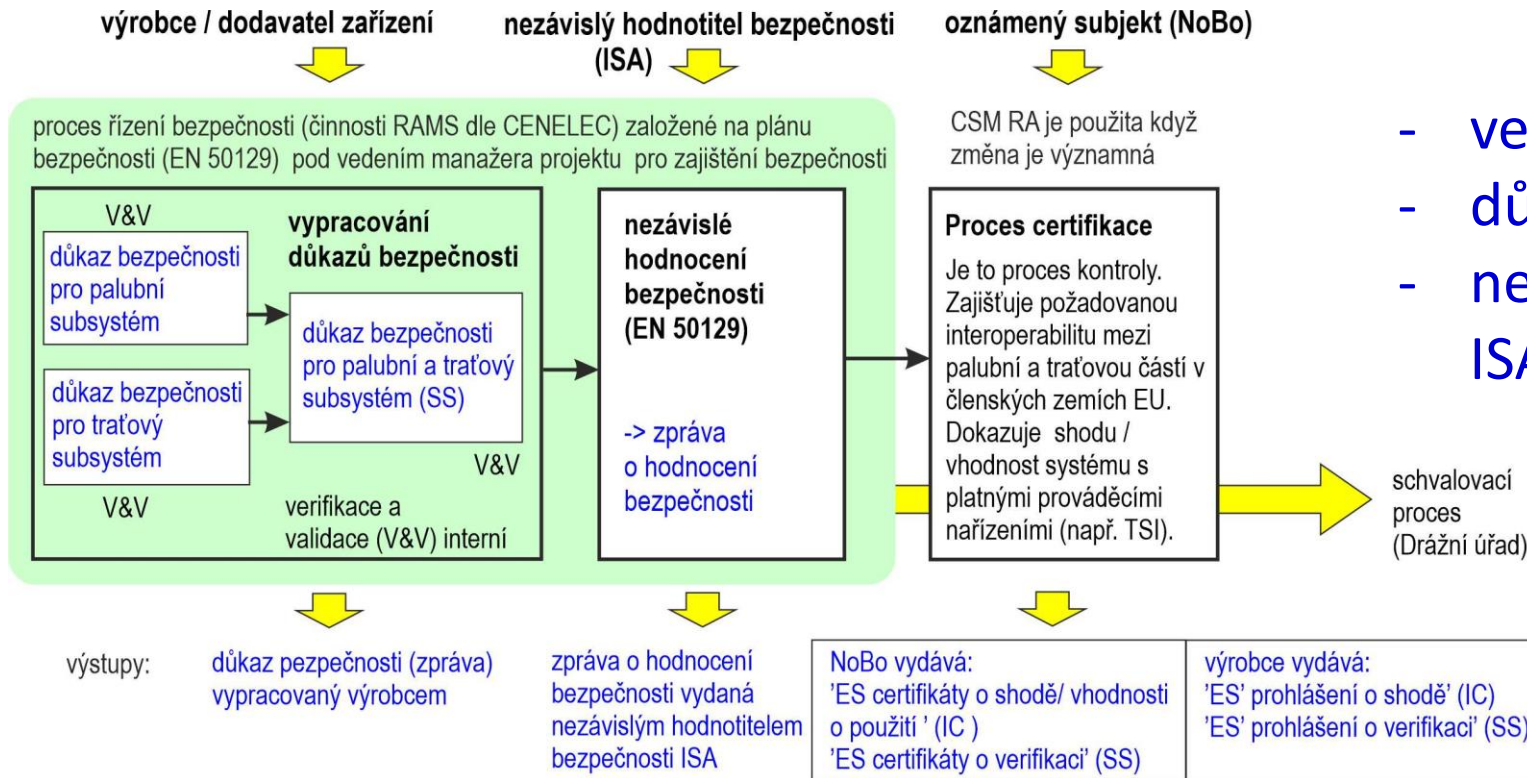 výrobce / dodavatel zařízení
nezávislý hodnotitel bezpečnosti
(ISA)
oznámený subjekt (NoBo)
proces řízení bezpečnosti (činnosti RAMS dle CENELEC) založené na plánu
bezpečnosti (EN 50129) pod vedením manažera projektu pro zajištění bezpečnosti
CSM RA je použita když
změna je významná
V&V
důkaz bezpečnosti
pro palubní
subsystém
důkaz bezpečnosti
pro traťový
subsystém
V&V
vypracování
důkazů bezpečnosti
důkaz bezpečnosti
pro palubní a traťový
subsystém (SS)
V&V
verifikace a
validace (V&V) interní
nezávislé
hodnocení
bezpečnosti
(EN 50129)
-> zpráva
o hodnocení
bezpečnosti
Proces certifikace
Je to proces kontroly.
Zajišťuje požadovanou
interoperabilitu mezi
palubní a traťovou částí v
členských zemích EU.
Dokazuje shodu /
vhodnost systému s
platnými prováděcími
nařízeními (např. TSI).
schvalovací
proces
(Drážní úřad)
- 
- 
- 
ISA
výstupy:
důkaz pezpečnosti (zpráva)
vypracovaný výrobcem
zpráva o hodnocení
bezpečnosti vydaná
nezávislým hodnotitelem
bezpečnosti ISA
NoBo vydává:
'ES certifikáty o shodě/ vhodnosti
o použití ' (IC )
'ES certifikáty o verifikaci' (SS)
výrobce vydává:
'ES' prohlášení o shodě' (IC)
'ES' prohlášení o verifikaci' (SS)